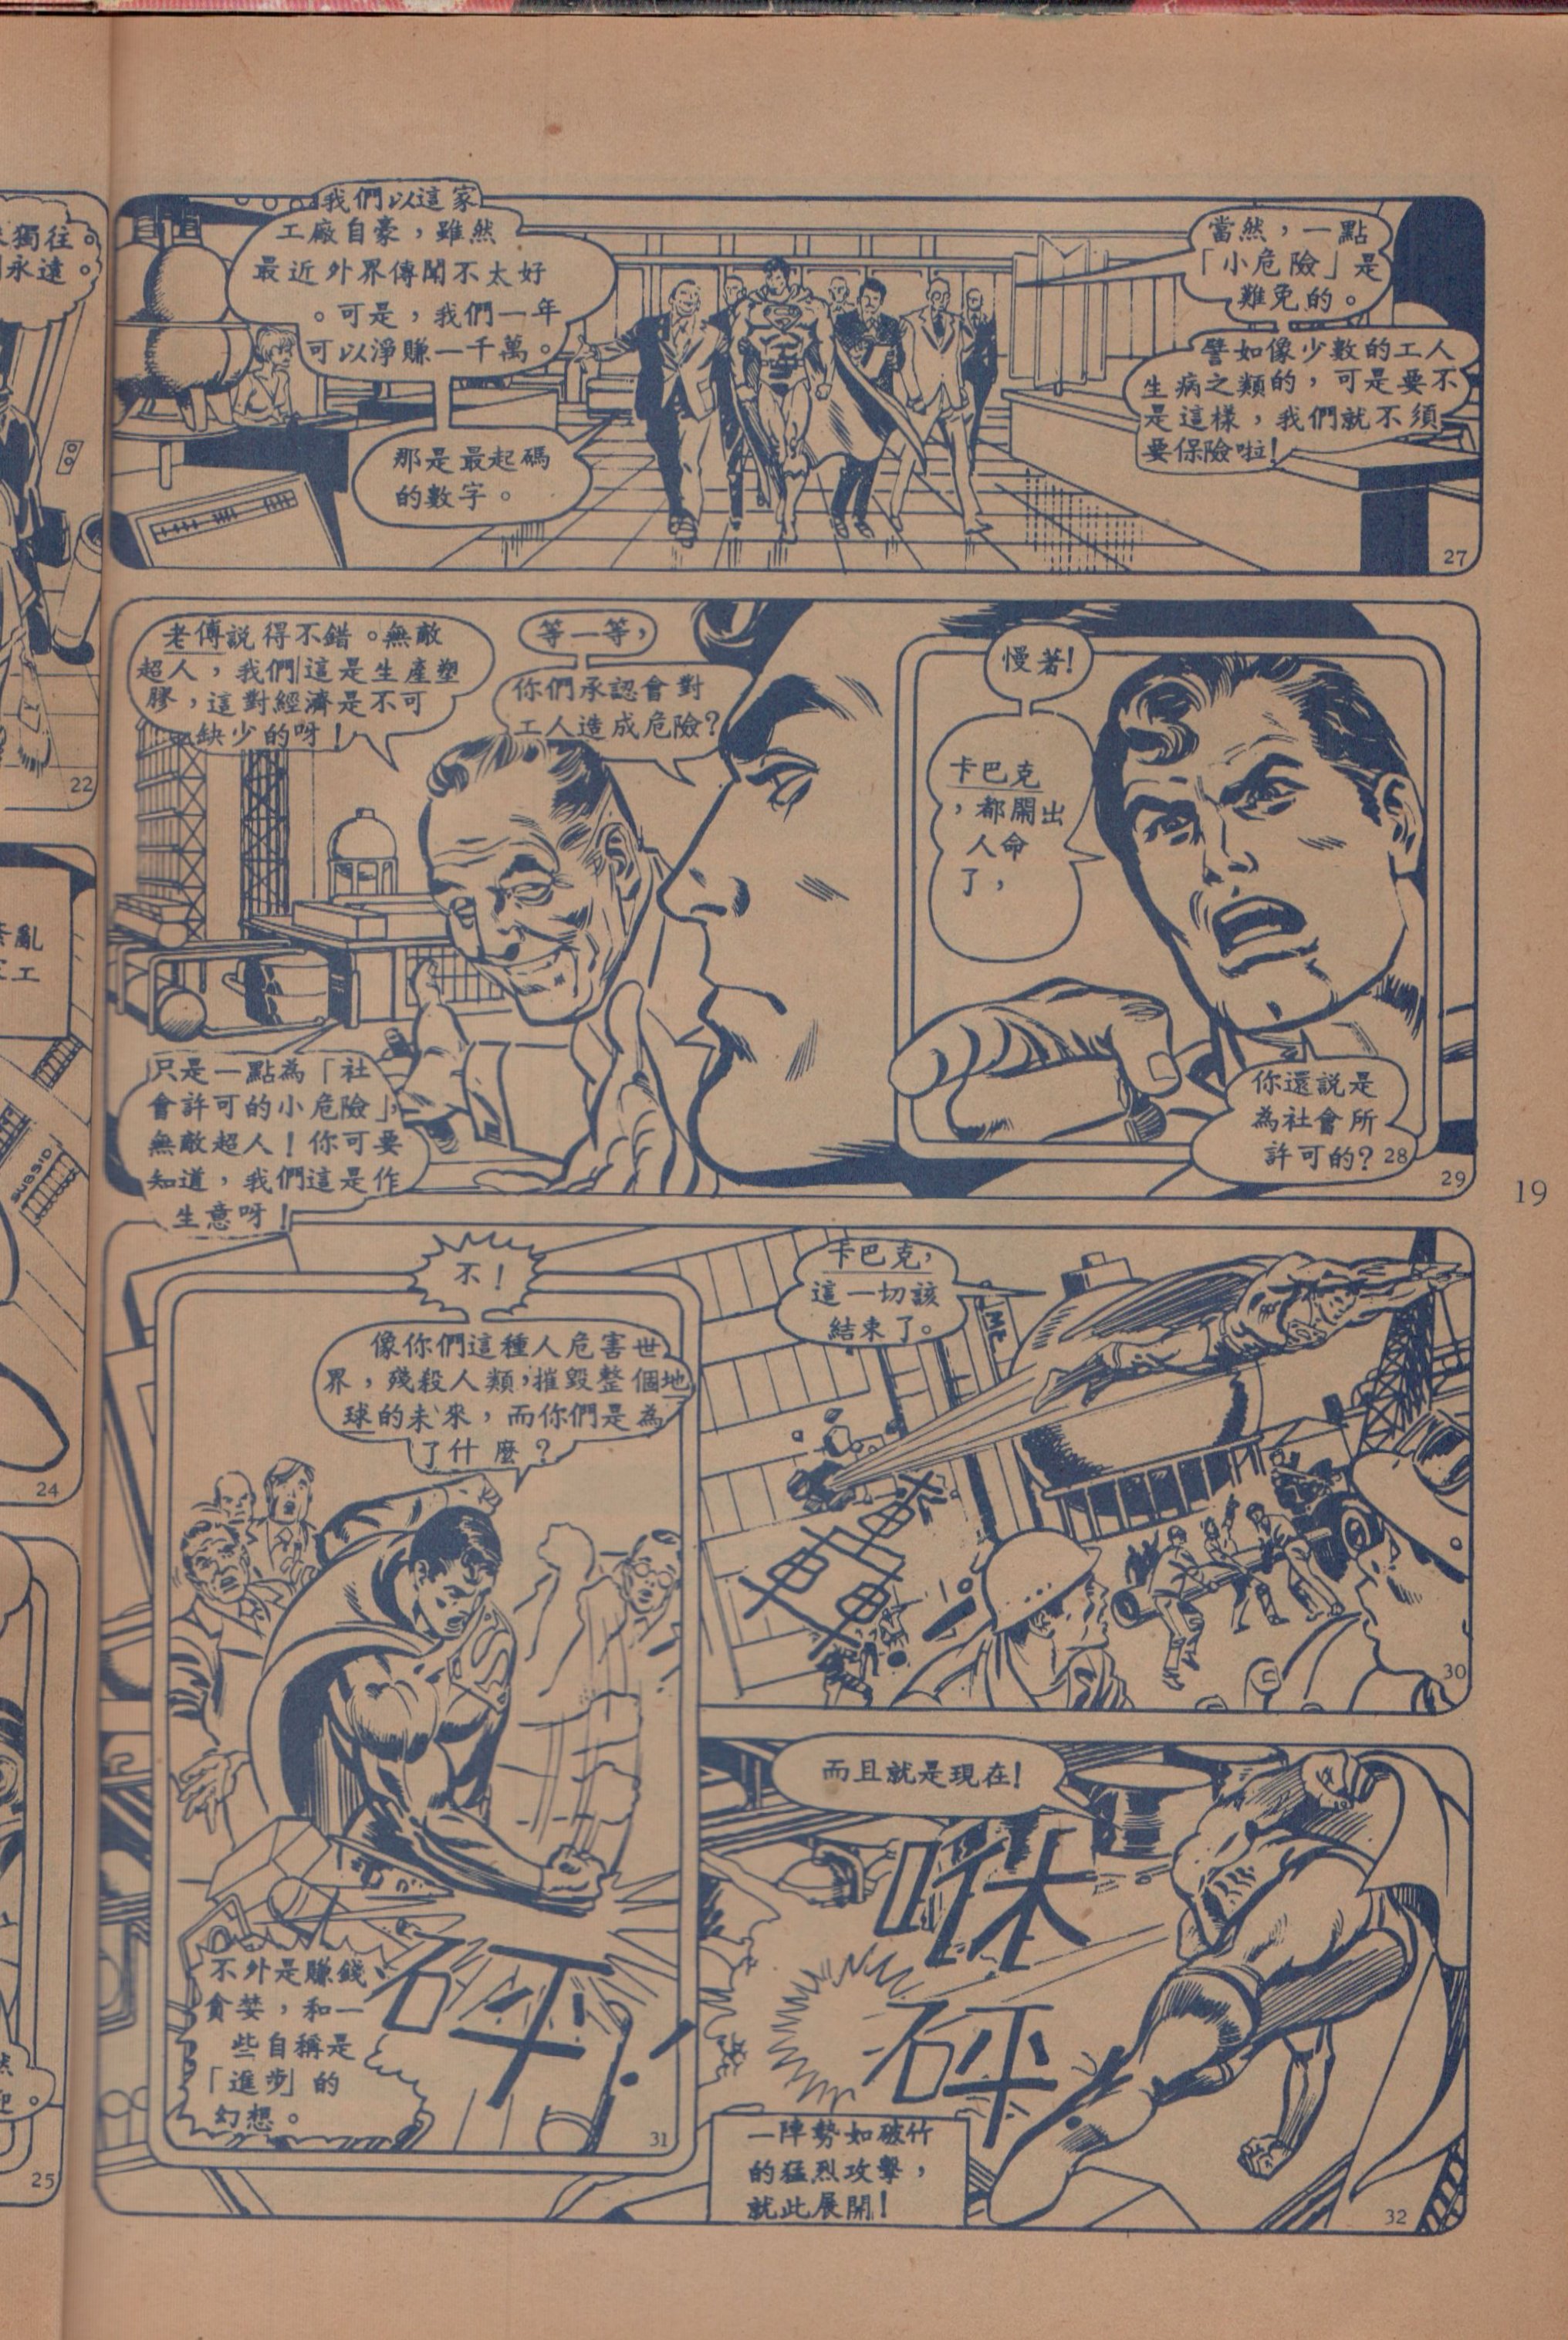 獨往。
永遠。
22
亂
工
24
25
我們以這家
工廠自豪，雖然
最近外界傳聞不太好
。可是，我們一年
可以淨賺一千萬。
那是最起碼
的數字。
當然，一點
「小危險」是
難免的。
譬如像少數的工人
生病之類的，可是要不
是這樣，我們就不須
要保險啦！
27
老傅説得不錯。無敵
超人，我們這是生產塑
膠，這對經濟是不可
缺少的呀！
等一等，
你們承認會對
工人造成危險？
只是一點為「社
會許可的小危險」，
無敵超人！你可要
知道，我們這是作
生意呀！
28
慢著！
卡巴克
，都鬧出
人命
了，
你還説是
為社會所
許可的？
29
19
卡巴克，
這一切該
結束了。
30
不！
像你們這種人危害世
界，殘殺人類，摧毀整個地
球的未來，而你們是為
了什麼？
不外是賺錢、
貪婪，和一
些自稱是
「進步」的
幻想。
砰！
31
轟
而且就是現在！
咻
砰！
一陣勢如破竹
的猛烈攻擊，
就此展開！
32